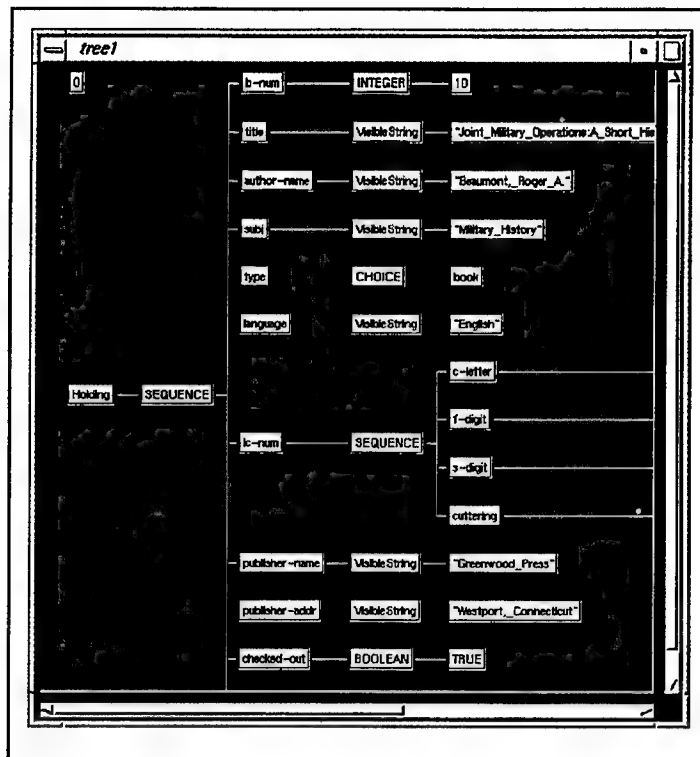 tree1
0 b-num INTEGER 10
title VisibleString "Joint_Military_Operations:A_Short_His
author-name VisibleString "Beaumont,_Roger_A."
subj VisibleString "Military_History"
type CHOICE book
language VisibleString "English"
c-letter
Holding SEQUENCE
f-digit
lc-num SEQUENCE
s-digit
cuttering
publisher-name VisibleString "Greenwood_Press"
publisher-addr VisibleString "Westport,_Connecticut"
checked-out BOOLEAN TRUE